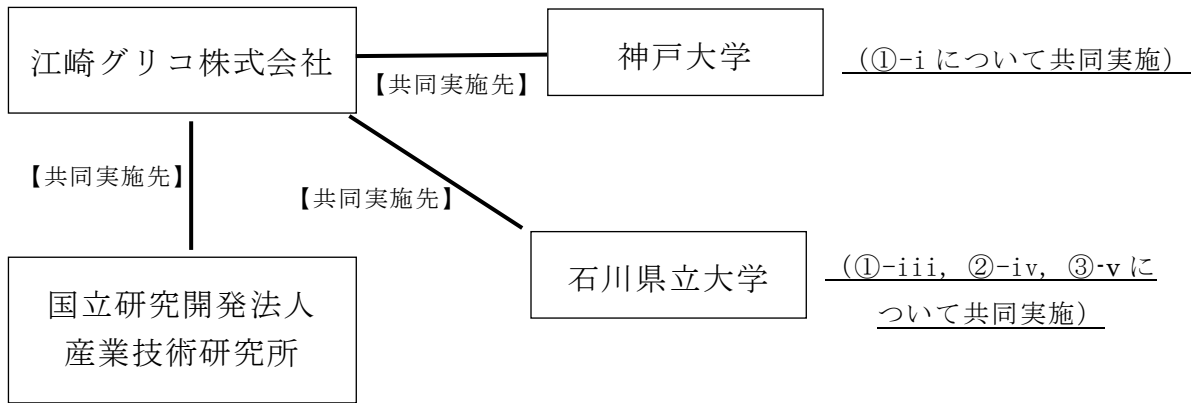 江崎グリコ株式会社
神戸大学
(①-i について共同実施)
【共同実施先】
【共同実施先】
【共同実施先】
石川県立大学
(①-iii, ②-iv, ③-v に
ついて共同実施)
国立研究開発法人
産業技術研究所